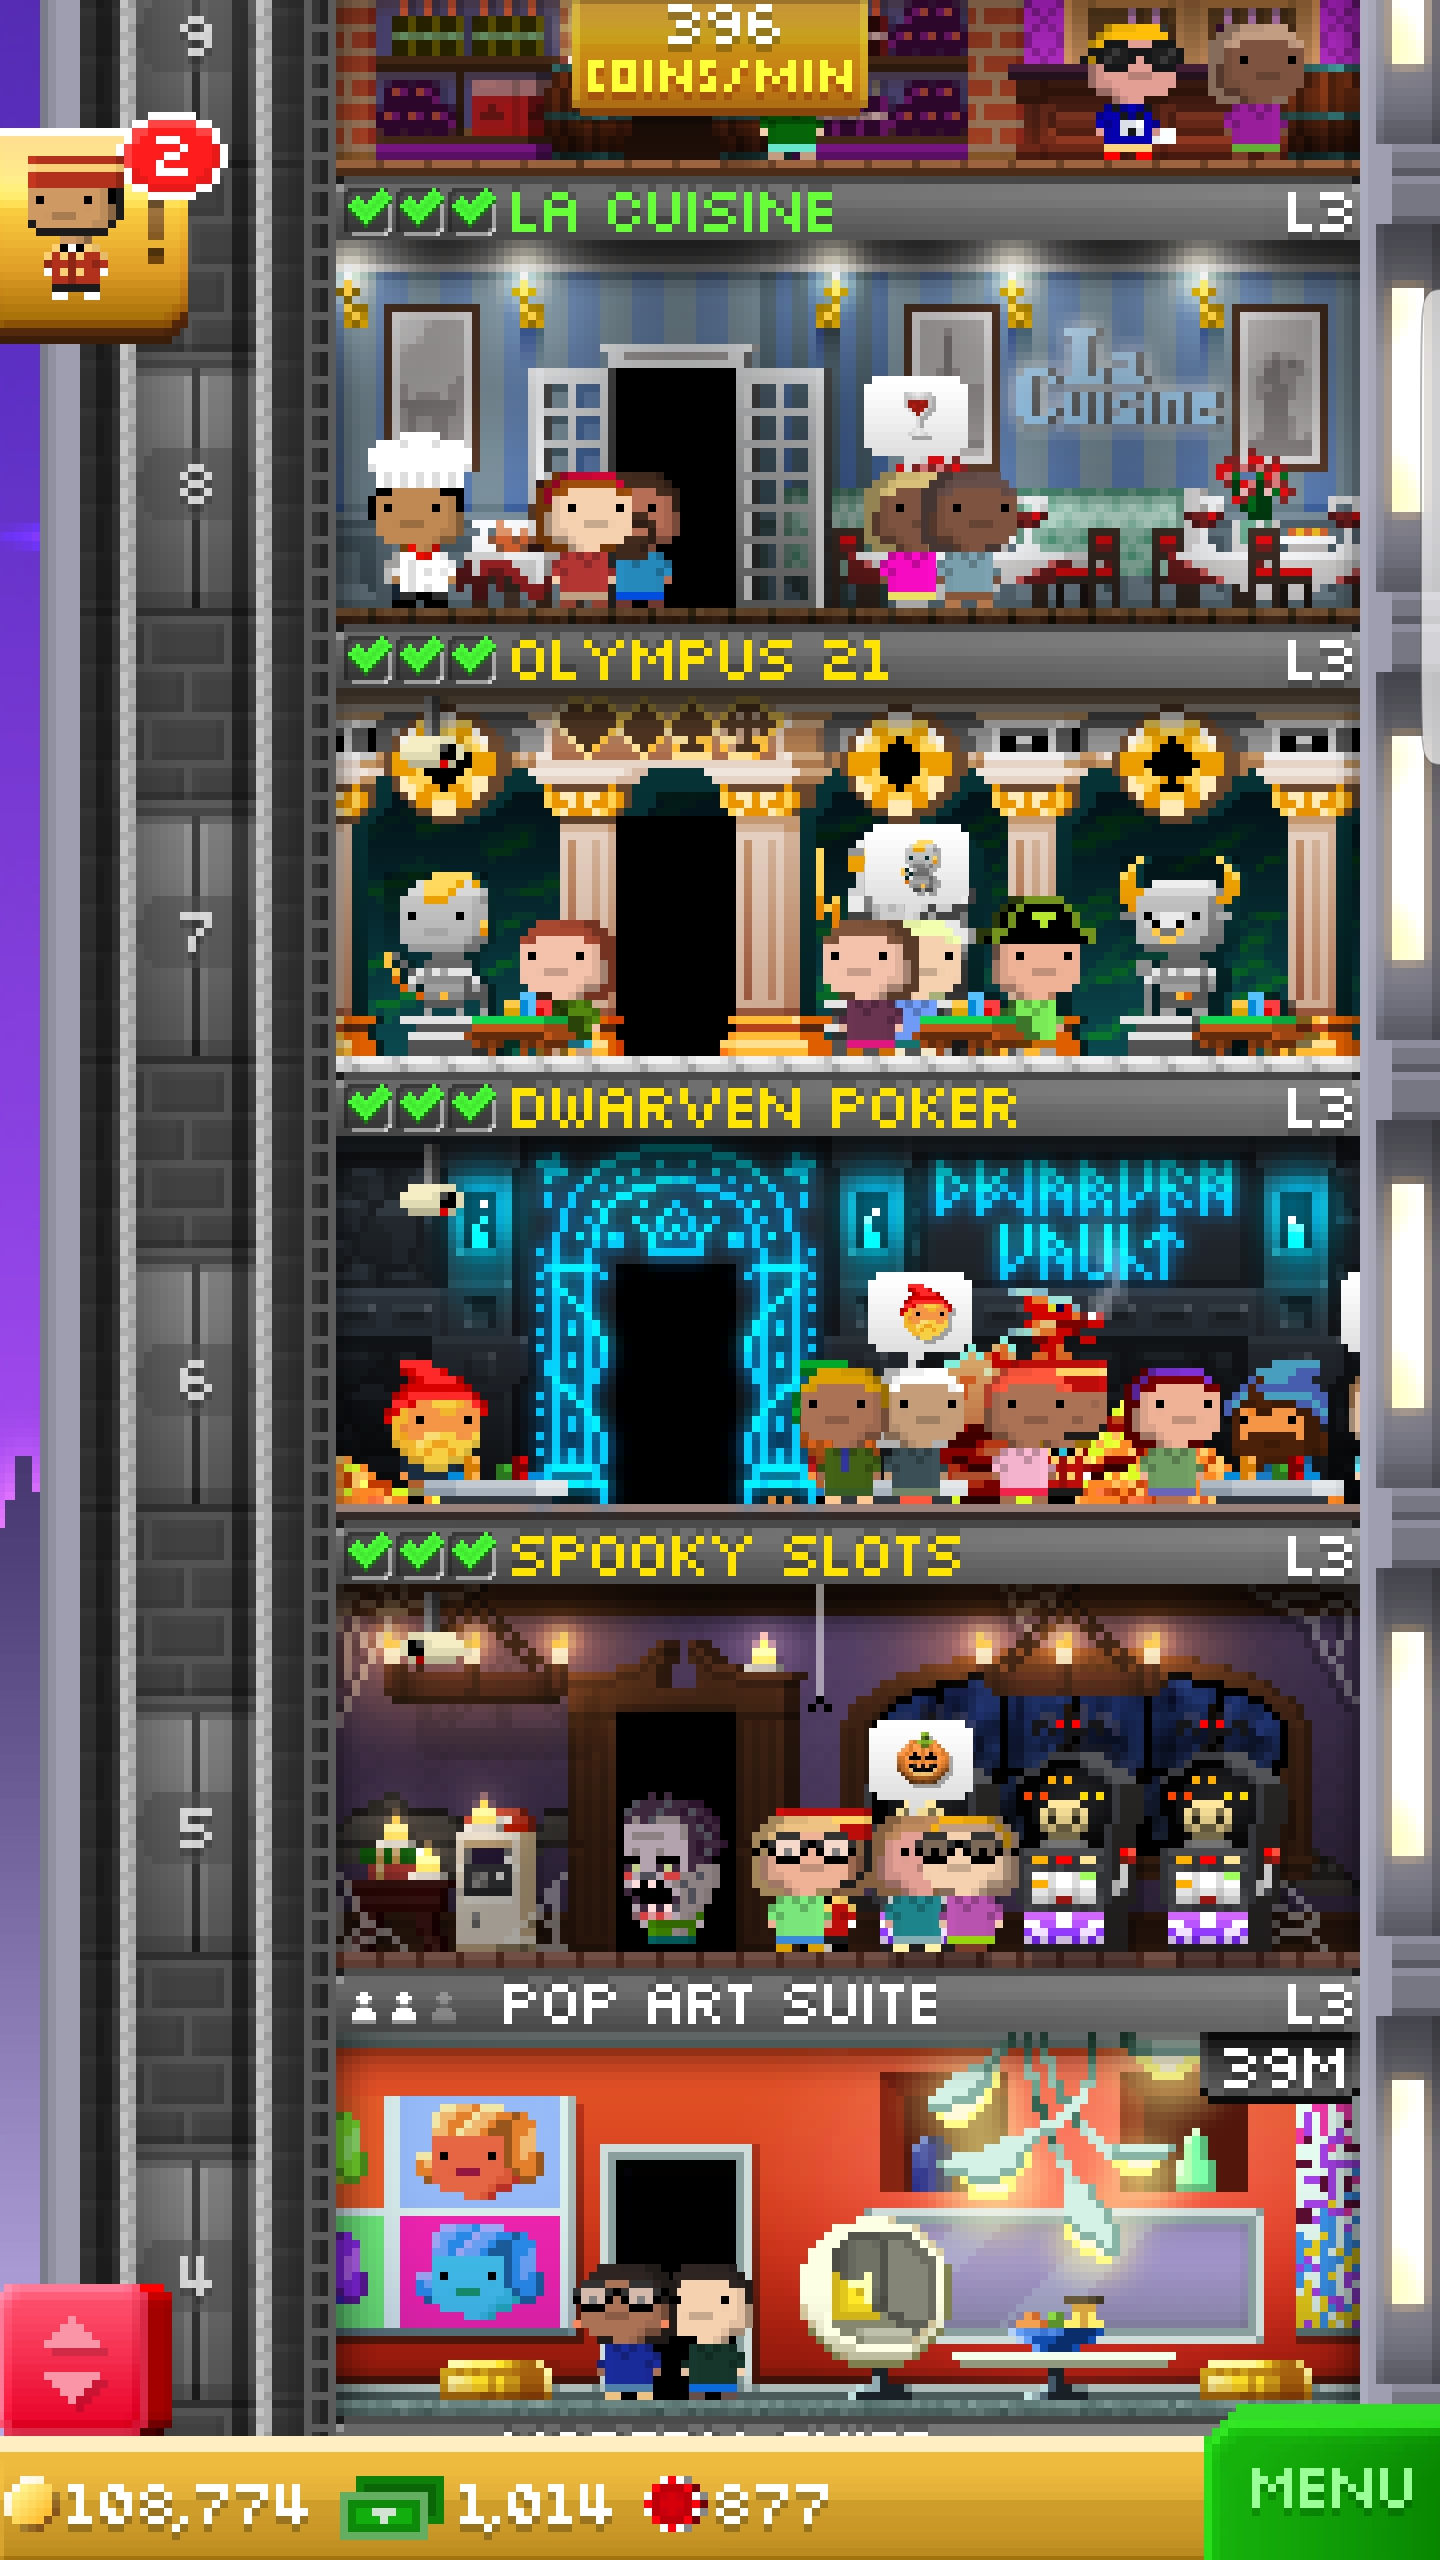 9
396
COINS/MIN
2
!
LA CUISINE L3
La
Cuisine
8
OLYMPUS 21 L3
7
DWARVEN POKER L3
DWARVEN
VAULT
6
SPOOKY SLOTS L3
5
POP ART SUITE L3
39M
4
108,774 1,014 877
MENU